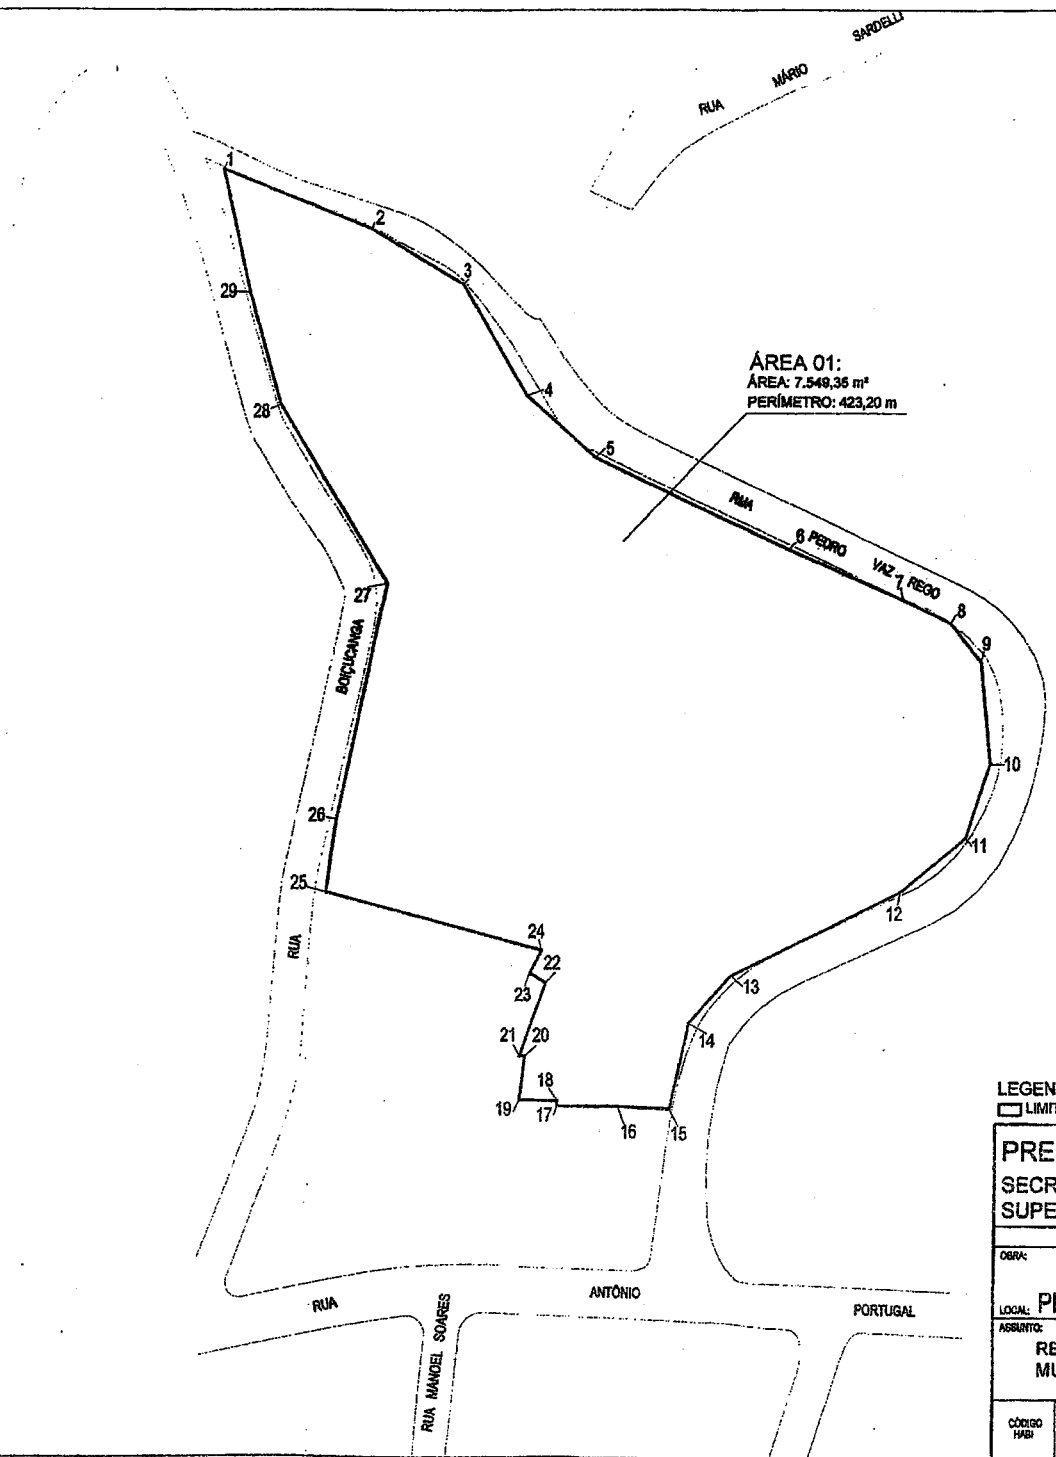 RUA MÁRIO SARDELLI
1
2
3
29
28
4
5
ÁREA 01:
ÁREA: 7.549,35 m²
PERÍMETRO: 423,20 m
RUA PEDRO VAZ REGO
6
7
8
9
27
RUA BOIÇUCANGA
10
26
11
25
12
24
22
23
13
21
20
14
18
19
17
16
15
LEGEN
LIMIT
PRE
SECR
SUPE
OBRA:
LOCAL: PI
ASSUNTO:
RE
MU
CÓDIGO
HABI
RUA ANTÔNIO PORTUGAL
RUA MANOEL SOARES